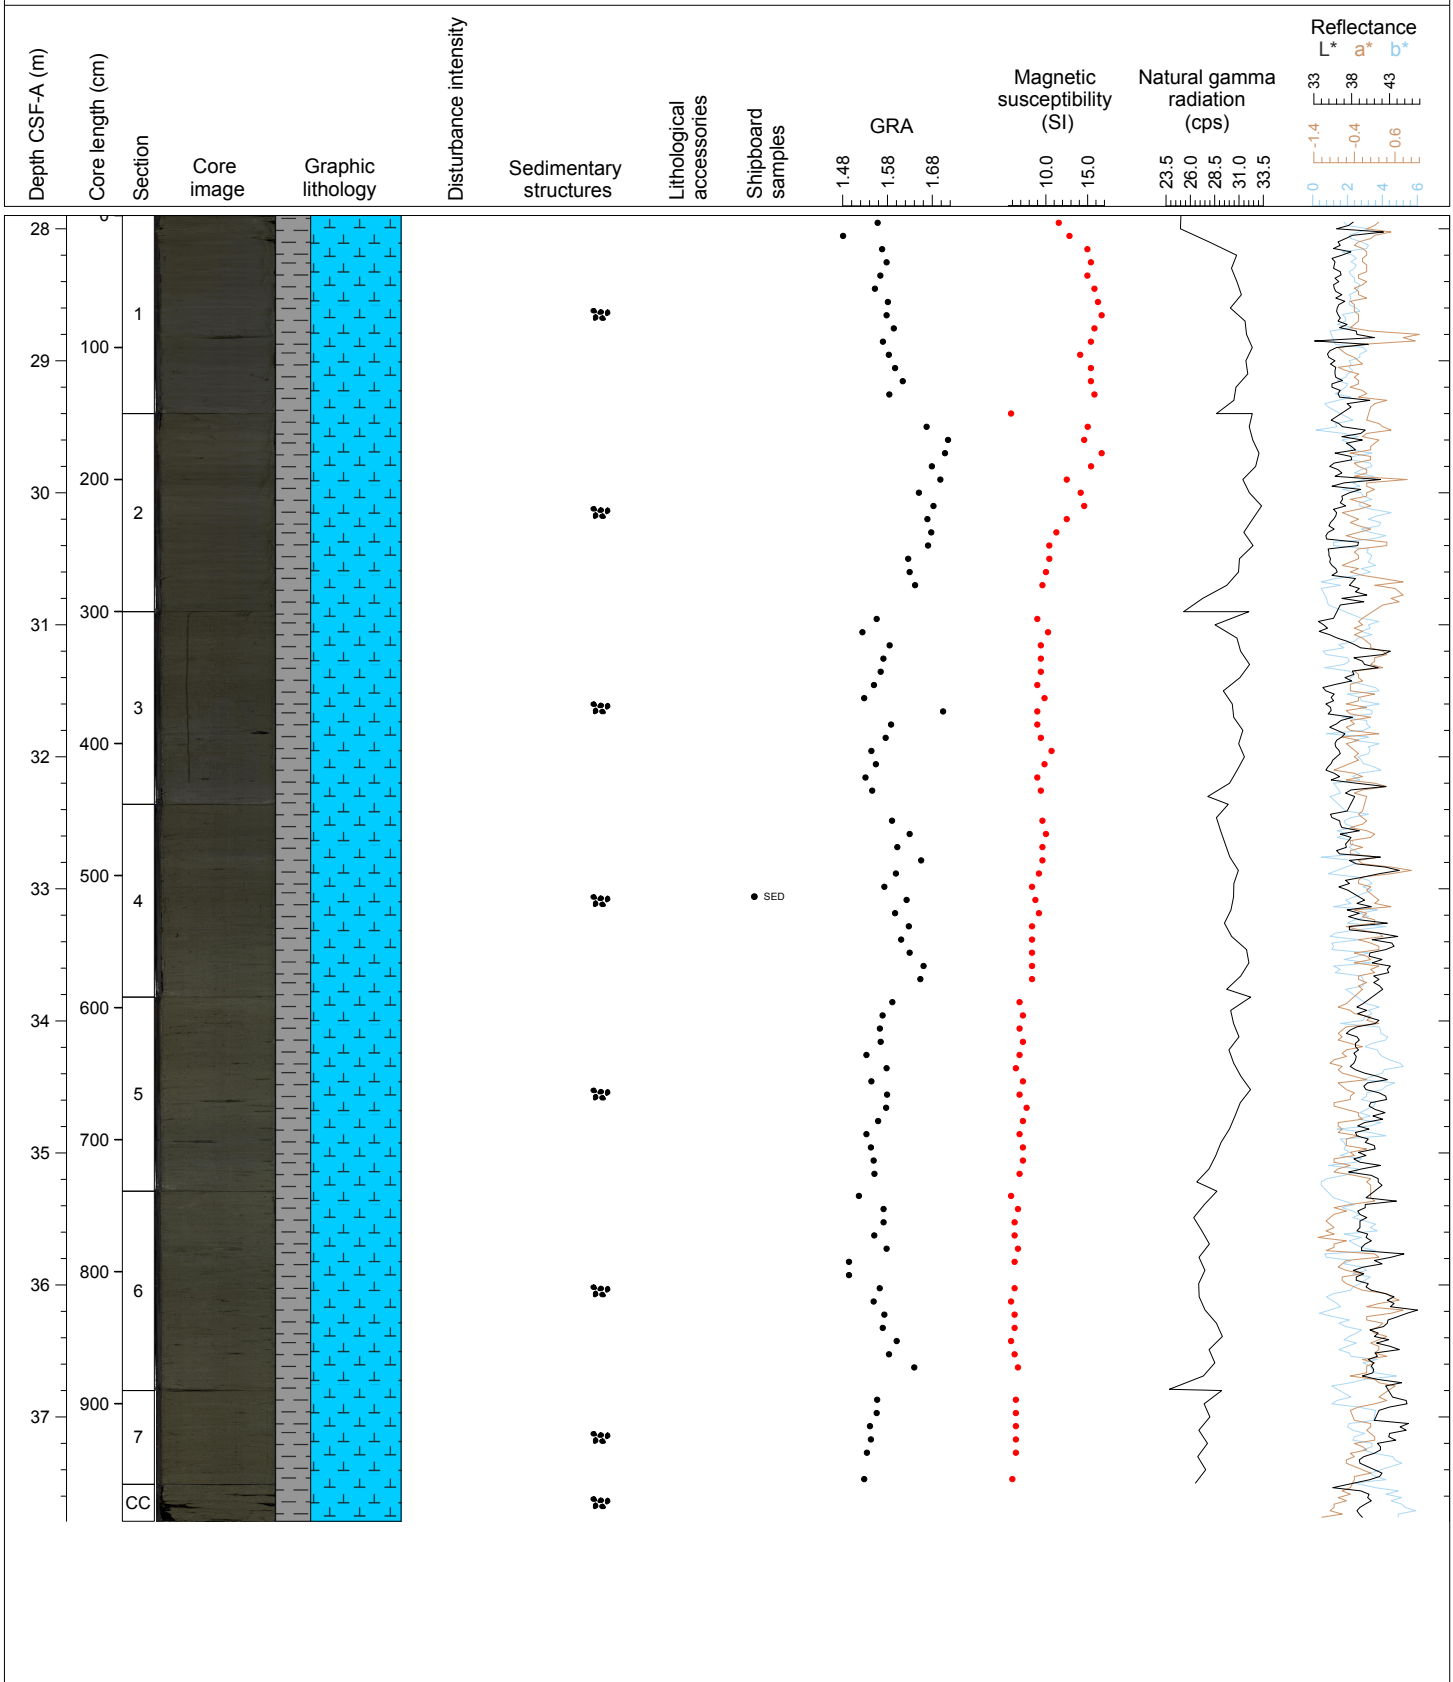 Depth CSF-A (m)
Core length (cm)
Section
Core
image
Graphic
lithology
Disturbance intensity
Sedimentary
structures
Lithological
accessories
Shipboard
samples
GRA
1.48
1.58
1.68
Magnetic
susceptibility
(SI)
10.0
15.0
Natural gamma
radiation
(cps)
23.5
26.0
28.5
31.0
33.5
Reflectance
L* a* b*
33
38
43
-1.4
-0.4
0.6
0
2
4
6
28
29
30
31
32
33
34
35
36
37
0
100
200
300
400
500
600
700
800
900
1
2
3
4
5
6
7
CC
SED